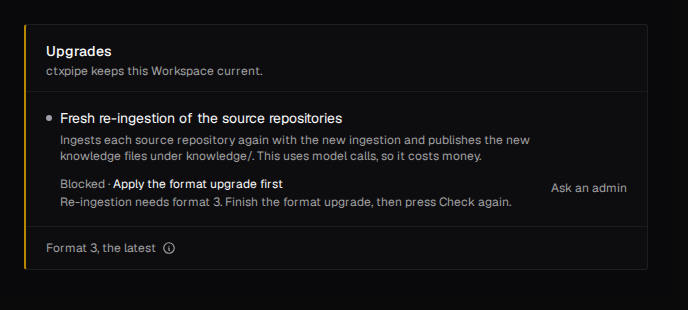 Upgrades
ctxpipe keeps this Workspace current.
Fresh re-ingestion of the source repositories
Ingests each source repository again with the new ingestion and publishes the new
knowledge files under knowledge/. This uses model calls, so it costs money.
Blocked · Apply the format upgrade first
Re-ingestion needs format 3. Finish the format upgrade, then press Check again.
Ask an admin
Format 3, the latest